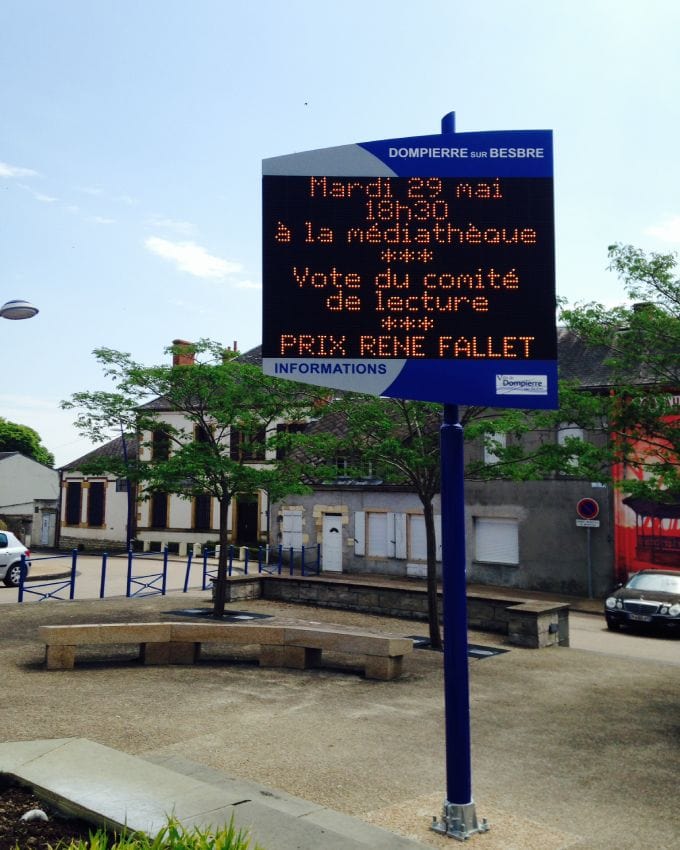 DOMPIERRE SUR BESBRE
Mardi 29 mai
18h30
à la médiathèque
***
Vote du comité
de lecture
***
PRIX RENE FALLET
INFORMATIONS
Dompierre